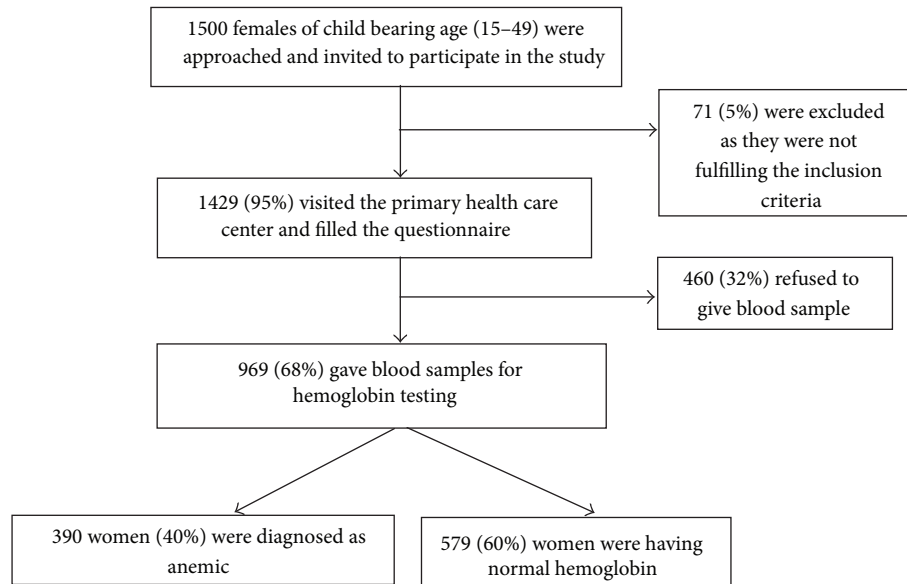 1500 females of child bearing age (15–49) were
approached and invited to participate in the study
71 (5%) were excluded
as they were not
fulfilling the inclusion
criteria
1429 (95%) visited the primary health care
center and filled the questionnaire
460 (32%) refused to
give blood sample
969 (68%) gave blood samples for
hemoglobin testing
390 women (40%) were diagnosed as
anemic
579 (60%) women were having
normal hemoglobin